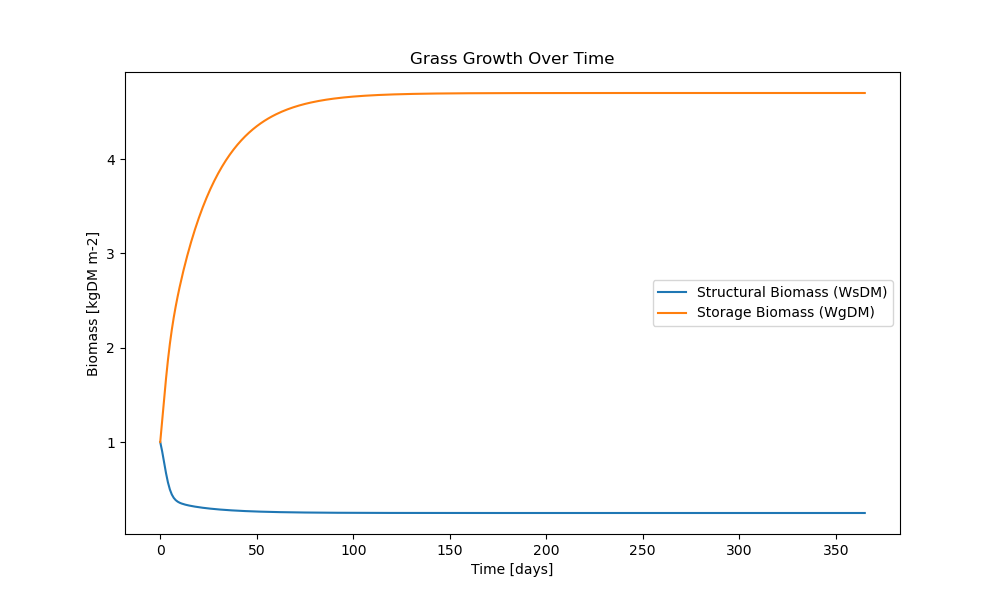 Grass Growth Over Time
Biomass [kgDM m-2]
4
3
2
1
Structural Biomass (WsDM)
Storage Biomass (WgDM)
0 50 100 150 200 250 300 350
Time [days]